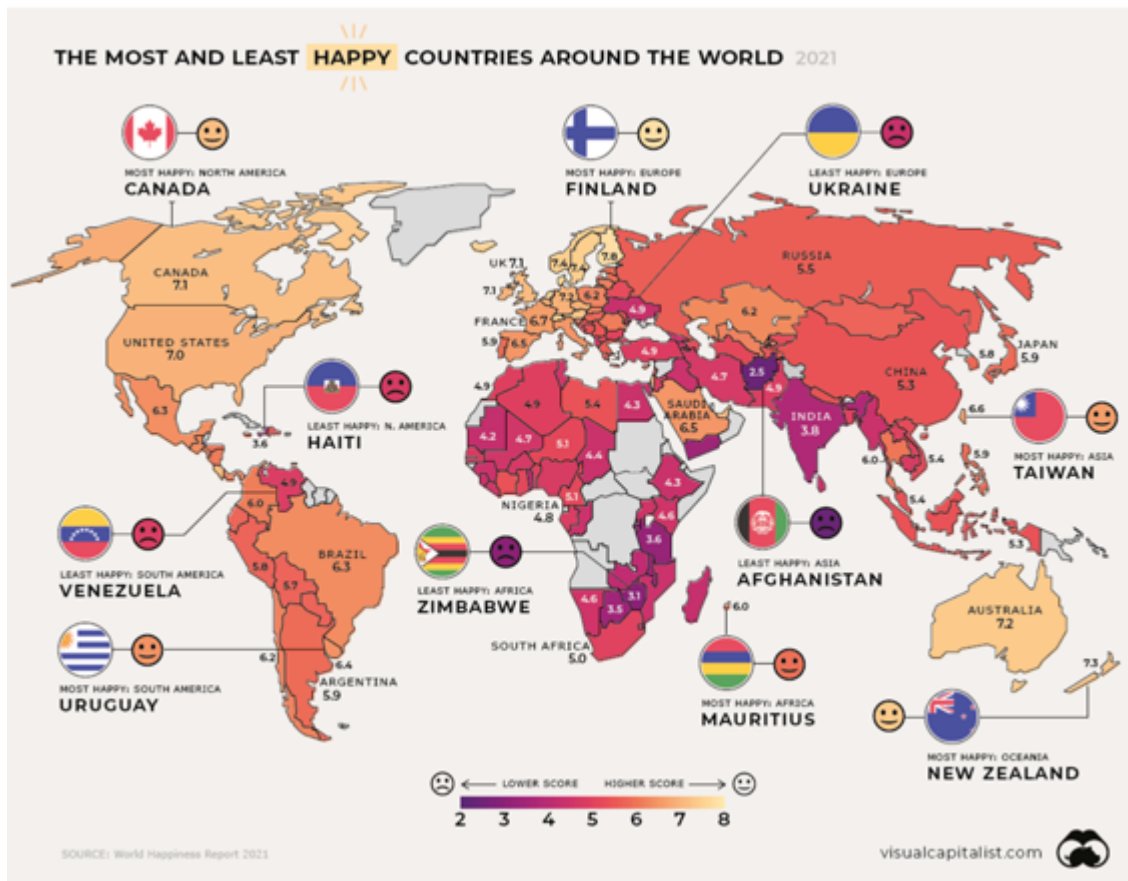 THE MOST AND LEAST HAPPY COUNTRIES AROUND THE WORLD 2021
MOST HAPPY: NORTH AMERICA
CANADA
MOST HAPPY: EUROPE
FINLAND
LEAST HAPPY: EUROPE
UKRAINE
CANADA
7.1
UNITED STATES
7.0
6.3
LEAST HAPPY: N. AMERICA
HAITI
3.6
UK 7.1
7.1
7.4
7.4
7.8
7.2
6.2
FRANCE 6.7
5.9
6.5
4.9
4.9
RUSSIA
5.5
6.2
5.8
JAPAN
5.9
CHINA
5.3
4.7
2.5
4.9
INDIA
3.8
SAUDI
ARABIA
6.5
6.6
MOST HAPPY: ASIA
TAIWAN
6.0
5.4
5.9
5.4
5.3
4.9
4.9
5.4
4.3
4.2
4.7
5.1
4.4
NIGERIA
4.8
5.1
4.3
4.6
3.6
4.6
3.5
3.1
SOUTH AFRICA
5.0
6.0
LEAST HAPPY: ASIA
AFGHANISTAN
LEAST HAPPY: AFRICA
ZIMBABWE
MOST HAPPY: AFRICA
MAURITIUS
4.9
6.0
LEAST HAPPY: SOUTH AMERICA
VENEZUELA
BRAZIL
6.3
5.8
5.7
6.2
6.4
ARGENTINA
5.9
MOST HAPPY: SOUTH AMERICA
URUGUAY
AUSTRALIA
7.2
7.3
MOST HAPPY: OCEANIA
NEW ZEALAND
LOWER SCORE HIGHER SCORE
2 3 4 5 6 7 8
SOURCE: World Happiness Report 2021
visualcapitalist.com